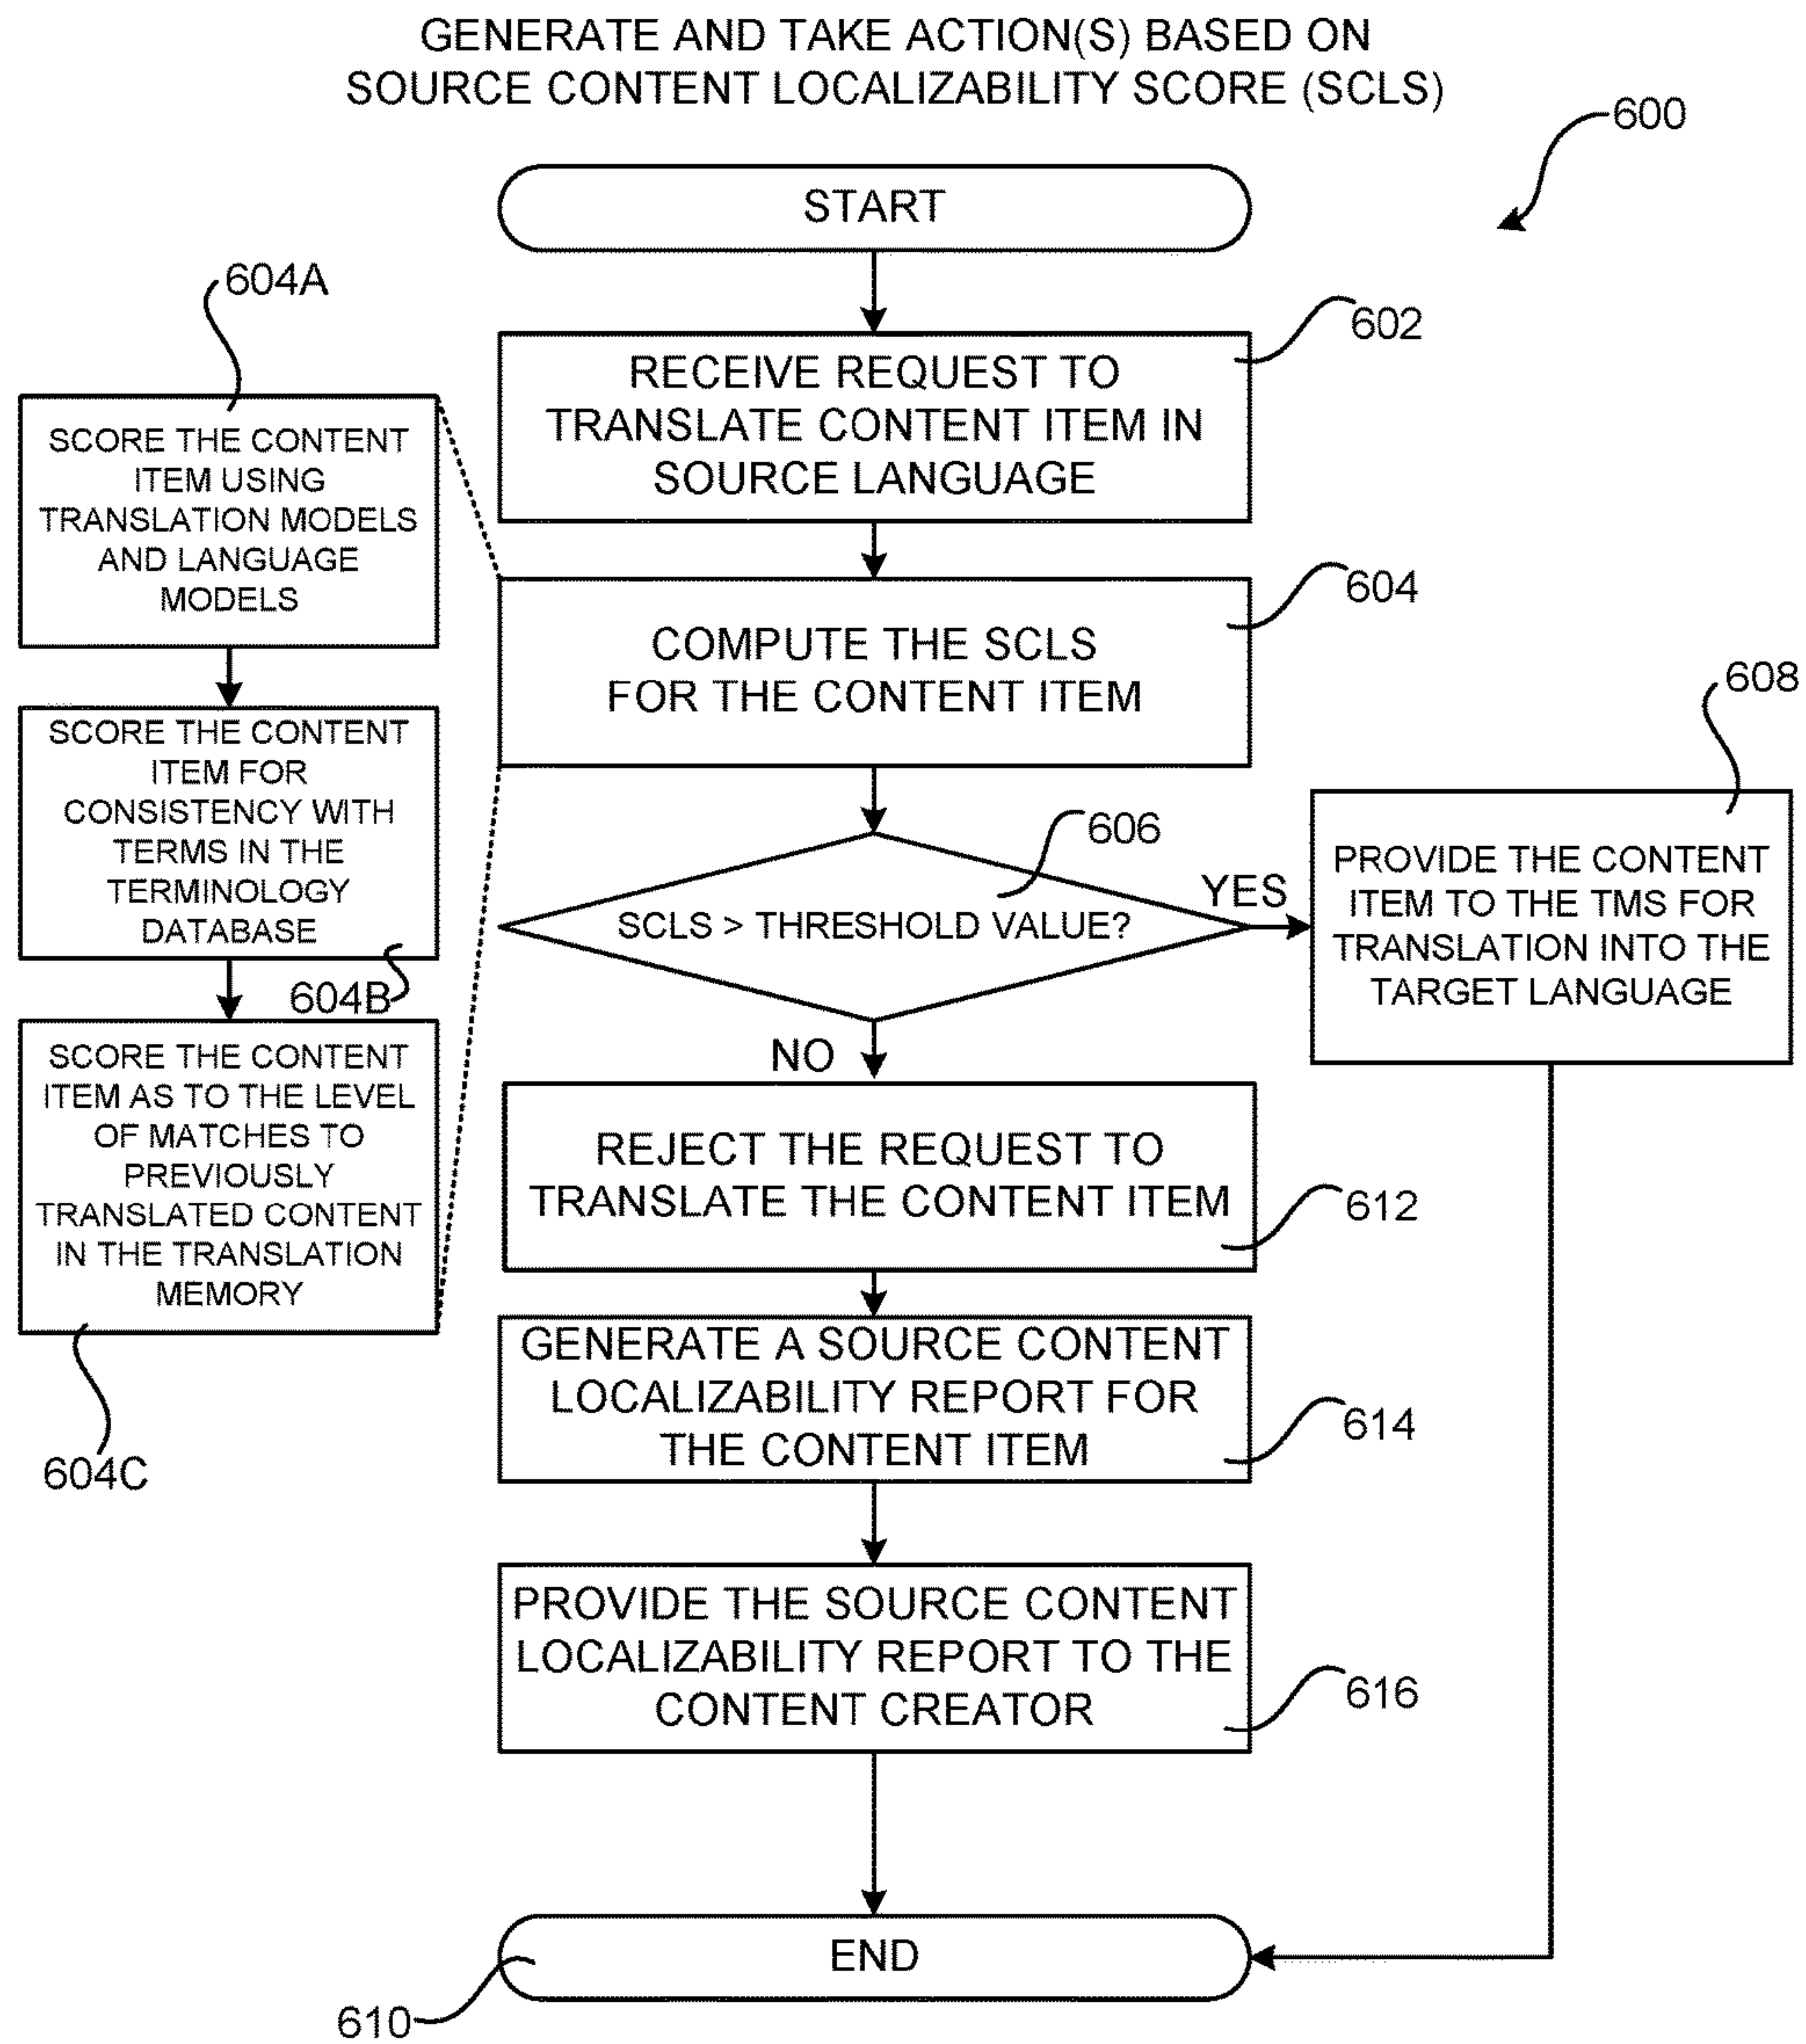 GENERATE AND TAKE ACTION(S) BASED ON
SOURCE CONTENT LOCALIZABILITY SCORE (SCLS)
600
START
602
RECEIVE REQUEST TO
TRANSLATE CONTENT ITEM IN
SOURCE LANGUAGE
604
COMPUTE THE SCLS
FOR THE CONTENT ITEM
604A
SCORE THE CONTENT
ITEM USING
TRANSLATION MODELS
AND LANGUAGE
MODELS
SCORE THE CONTENT
ITEM FOR
CONSISTENCY WITH
TERMS IN THE
TERMINOLOGY
DATABASE
604B
SCORE THE CONTENT
ITEM AS TO THE LEVEL
OF MATCHES TO
PREVIOUSLY
TRANSLATED CONTENT
IN THE TRANSLATION
MEMORY
604C
606
SCLS > THRESHOLD VALUE?
YES
608
PROVIDE THE CONTENT
ITEM TO THE TMS FOR
TRANSLATION INTO THE
TARGET LANGUAGE
NO
REJECT THE REQUEST TO
TRANSLATE THE CONTENT ITEM
612
GENERATE A SOURCE CONTENT
LOCALIZABILITY REPORT FOR
THE CONTENT ITEM
614
PROVIDE THE SOURCE CONTENT
LOCALIZABILITY REPORT TO THE
CONTENT CREATOR
616
END
610